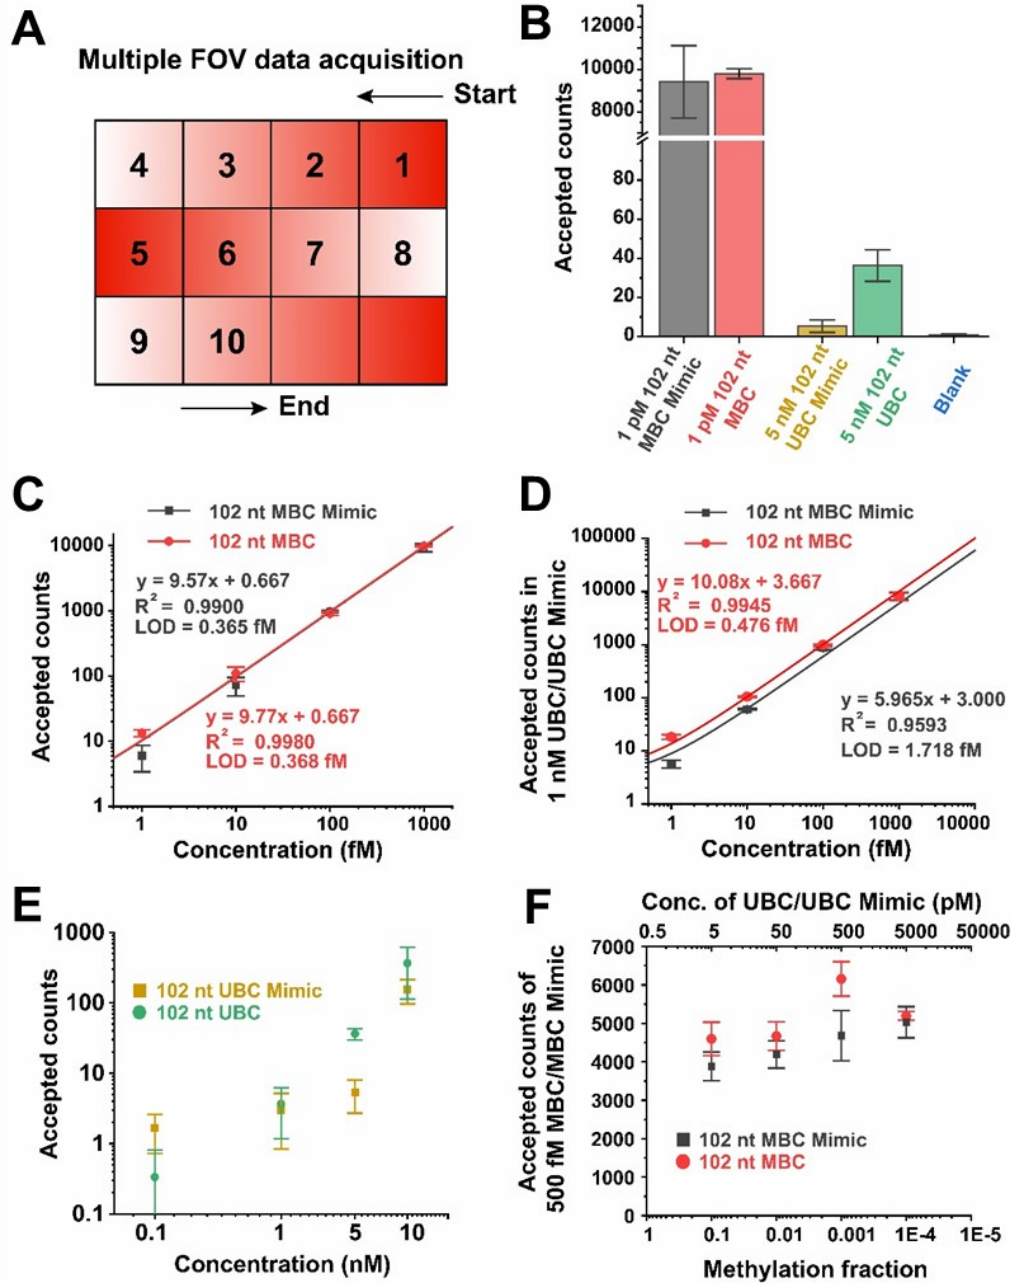 A
Multiple FOV data acquisition
Start
4 3 2 1
5 6 7 8
9 10
End
B
Accepted counts
12000
10000
8000
80
60
40
20
0
1 pM 102 nt
MBC Mimic
1 pM 102 nt
MBC
5 nM 102 nt
UBC Mimic
5 nM 102 nt
UBC
Blank
C
102 nt MBC Mimic
102 nt MBC
Accepted counts
10000
1000
100
10
1
y = 9.57x + 0.667
R² = 0.9900
LOD = 0.365 fM
y = 9.77x + 0.667
R² = 0.9980
LOD = 0.368 fM
1 10 100 1000
Concentration (fM)
D
102 nt MBC Mimic
102 nt MBC
Accepted counts in
1 nM UBC/UBC Mimic
100000
10000
1000
100
10
1
y = 10.08x + 3.667
R² = 0.9945
LOD = 0.476 fM
y = 5.965x + 3.000
R² = 0.9593
LOD = 1.718 fM
1 10 100 1000 10000
Concentration (fM)
E
Accepted counts
1000
100
10
1
0.1
102 nt UBC Mimic
102 nt UBC
0.1 1 5 10
Concentration (nM)
F
Conc. of UBC/UBC Mimic (pM)
0.5 5 50 500 5000 50000
Accepted counts of
500 fM MBC/MBC Mimic
7000
6000
5000
4000
3000
2000
1000
0
102 nt MBC Mimic
102 nt MBC
1 0.1 0.01 0.001 1E-4 1E-5
Methylation fraction